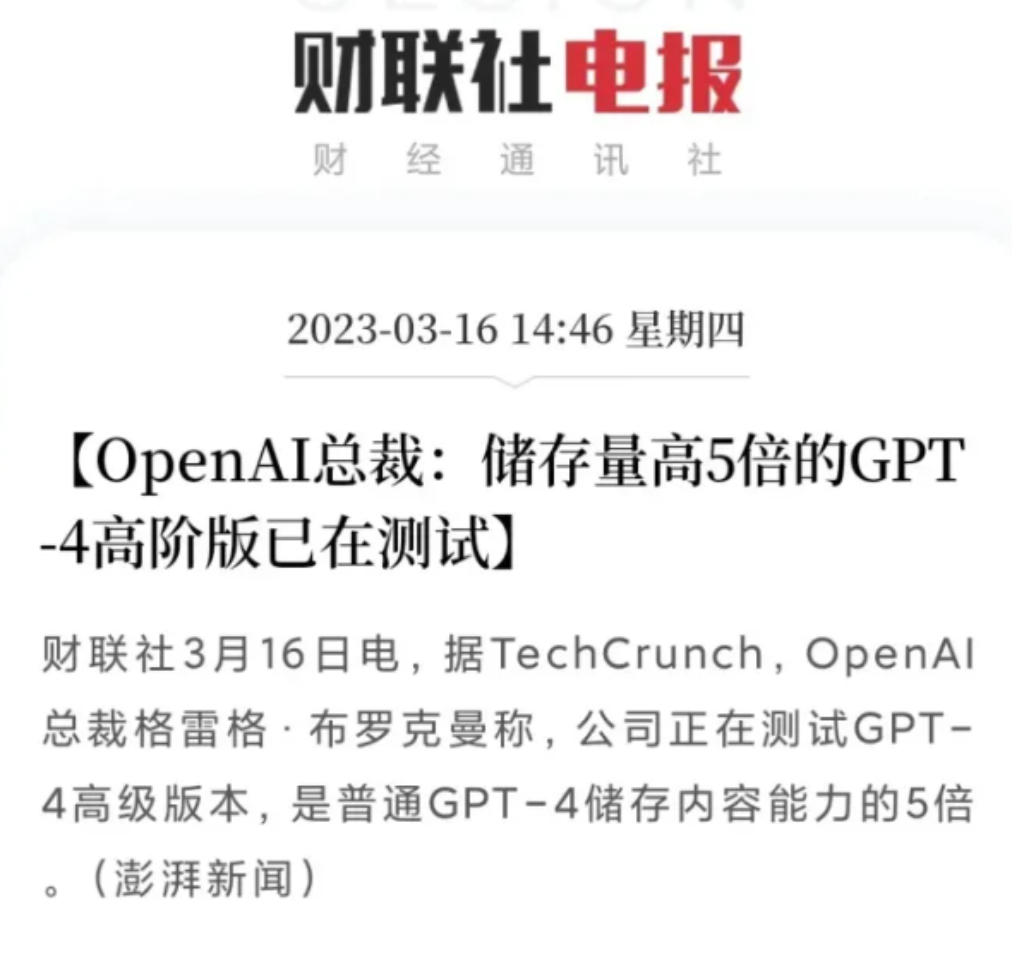 财联社电报
财经通讯社
2023-03-16 14:46 星期四
【OpenAI总裁：储存量高5倍的GPT
-4高阶版已在测试】
财联社3月16日电，据TechCrunch，OpenAI
总裁格雷格·布罗克曼称，公司正在测试GPT-
4高级版本，是普通GPT-4储存内容能力的5倍
。（澎湃新闻）